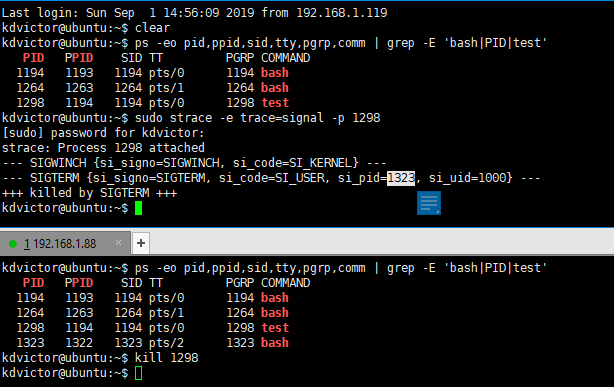 Last login: Sun Sep  1 14:56:09 2019 from 192.168.1.119
kdvictor@ubuntu:~$ clear
kdvictor@ubuntu:~$ ps -eo pid,ppid,sid,tty,pgrp,comm | grep -E 'bash|PID|test'
   PID   PPID    SID TT        PGRP COMMAND
  1194   1193   1194 pts/0     1194 bash
  1264   1263   1264 pts/1     1264 bash
  1298   1194   1194 pts/0     1298 test
kdvictor@ubuntu:~$ sudo strace -e trace=signal -p 1298
[sudo] password for kdvictor:
strace: Process 1298 attached
--- SIGWINCH {si_signo=SIGWINCH, si_code=SI_KERNEL} ---
--- SIGTERM {si_signo=SIGTERM, si_code=SI_USER, si_pid=1323, si_uid=1000} ---
+++ killed by SIGTERM +++
kdvictor@ubuntu:~$
1 192.168.1.88 × +
kdvictor@ubuntu:~$ ps -eo pid,ppid,sid,tty,pgrp,comm | grep -E 'bash|PID|test'
   PID   PPID    SID TT        PGRP COMMAND
  1194   1193   1194 pts/0     1194 bash
  1264   1263   1264 pts/1     1264 bash
  1298   1194   1194 pts/0     1298 test
  1323   1322   1323 pts/2     1323 bash
kdvictor@ubuntu:~$ kill 1298
kdvictor@ubuntu:~$